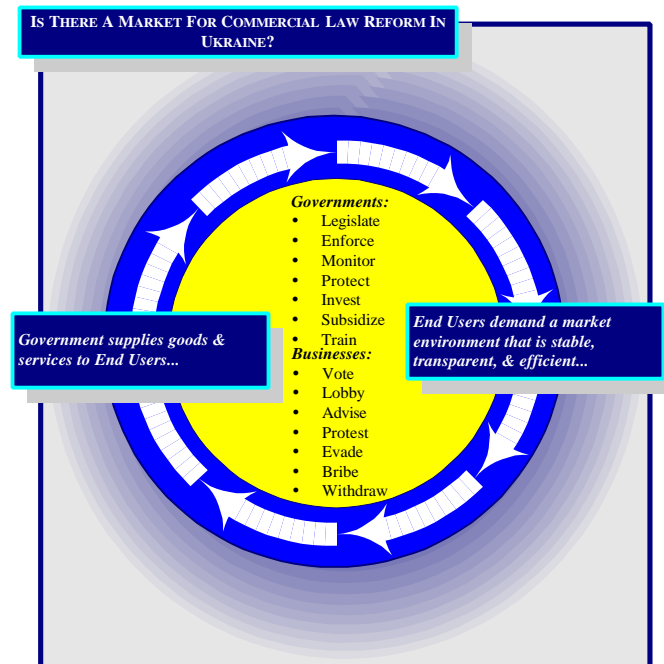 IS THERE A MARKET FOR COMMERCIAL LAW REFORM IN
UKRAINE?
Governments:
• Legislate
• Enforce
• Monitor
• Protect
• Invest
• Subsidize
• Train
Businesses:
• Vote
• Lobby
• Advise
• Protest
• Evade
• Bribe
• Withdraw
Government supplies goods &
services to End Users...
End Users demand a market
environment that is stable,
transparent, & efficient...